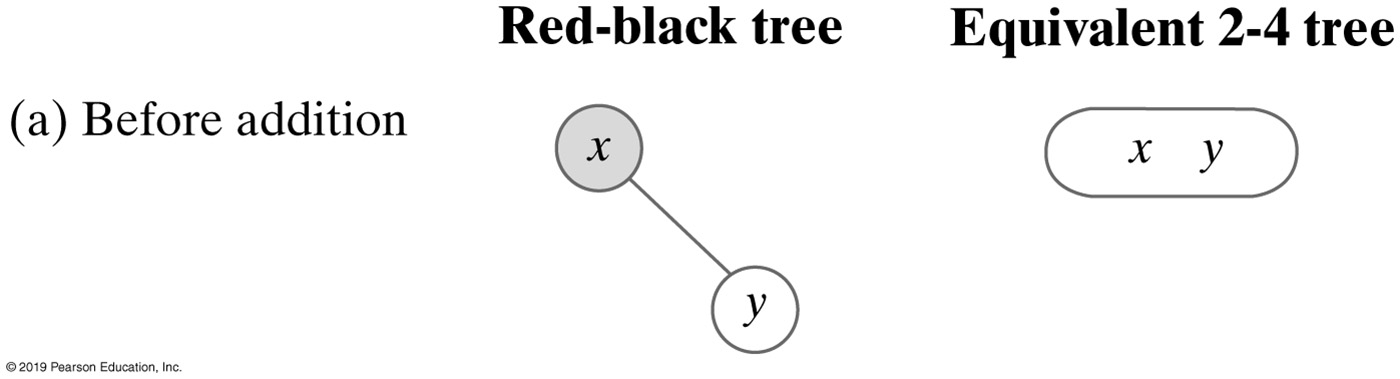 Red-black tree
Equivalent 2-4 tree
(a) Before addition
x
x y
y
© 2019 Pearson Education, Inc.